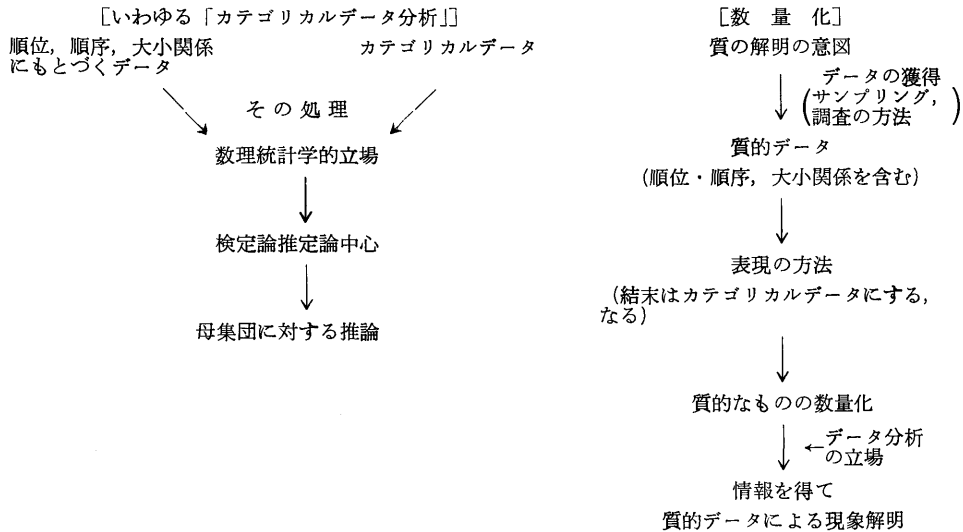 [いわゆる「カテゴリカルデータ分析」]
順位，順序，大小関係
にもとづくデータ
カテゴリカルデータ
その処理
数理統計学的立場
検定論推定論中心
母集団に対する推論
[数　量　化]
質の解明の意図
データの獲得
(サンプリング，
調査の方法)
質的データ
(順位・順序，大小関係を含む)
表現の方法
(結末はカテゴリカルデータにする，
なる)
質的なものの数量化
←データ分析
の立場
情報を得て
質的データによる現象解明